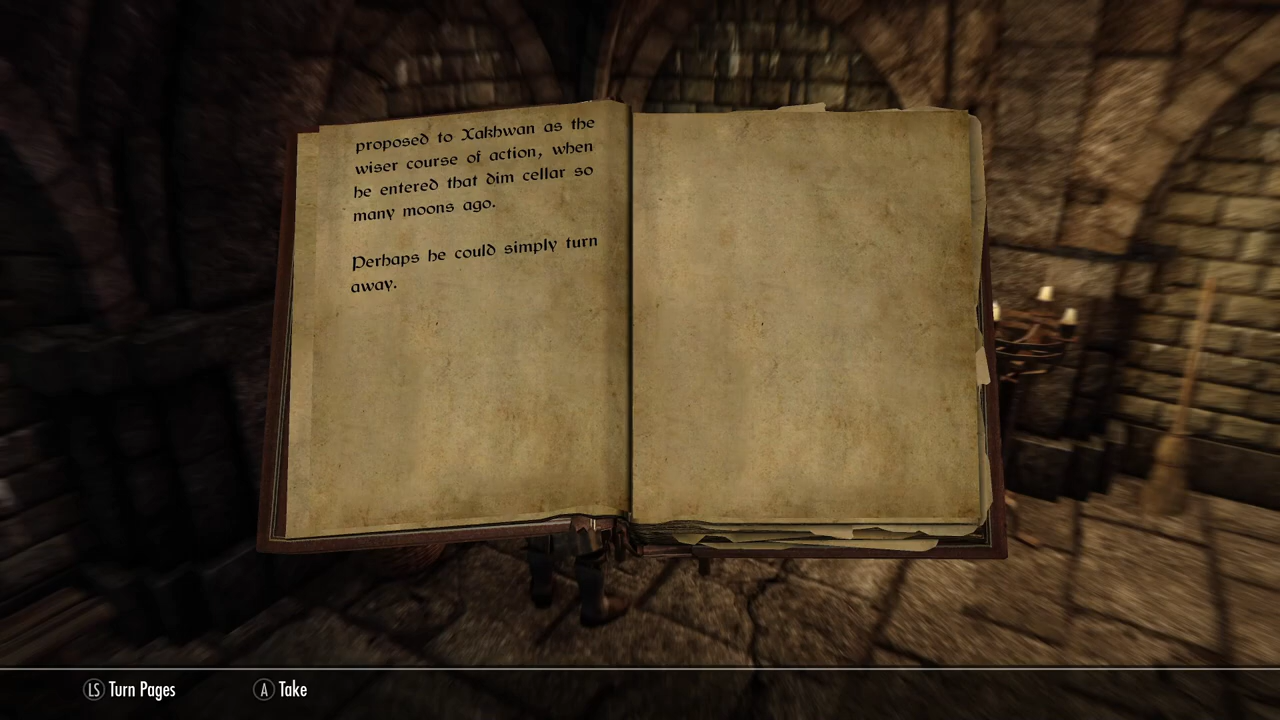 proposed to Xakhwan as the
wiser course of action, when
he entered that dim cellar so
many moons ago.
Perhaps he could simply turn
away.
LS Turn Pages
A Take